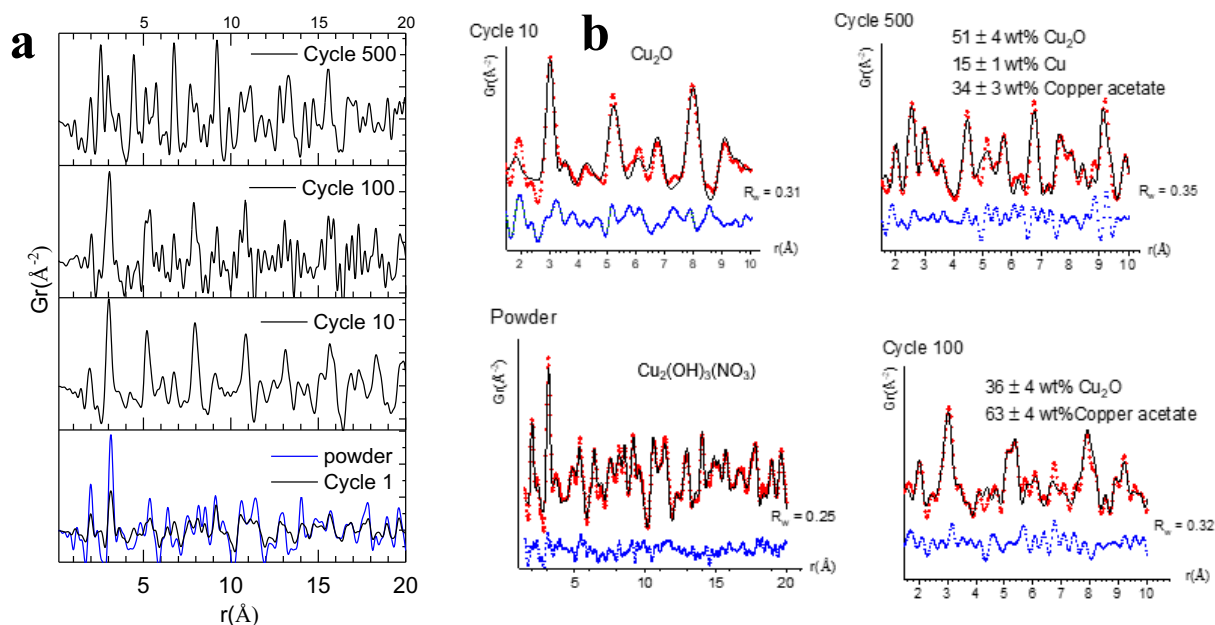 a
5 10 15 20
Cycle 500
Cycle 100
Cycle 10
powder
Cycle 1
Gr(Å⁻²)
5 10 15 20
r(Å)
b
Cycle 10
Cu₂O
Gr(Å⁻²)
R_w = 0.31
2 3 4 5 6 7 8 9 10
r(Å)
Cycle 500
51 ± 4 wt% Cu₂O
15 ± 1 wt% Cu
34 ± 3 wt% Copper acetate
Gr(Å⁻²)
R_w = 0.35
2 3 4 5 6 7 8 9 10
r(Å)
Powder
Cu₂(OH)₃(NO₃)
Gr(Å⁻²)
R_w = 0.25
5 10 15 20
r(Å)
Cycle 100
36 ± 4 wt% Cu₂O
63 ± 4 wt%Copper acetate
Gr(Å⁻²)
R_w = 0.32
2 3 4 5 6 7 8 9 10
r(Å)